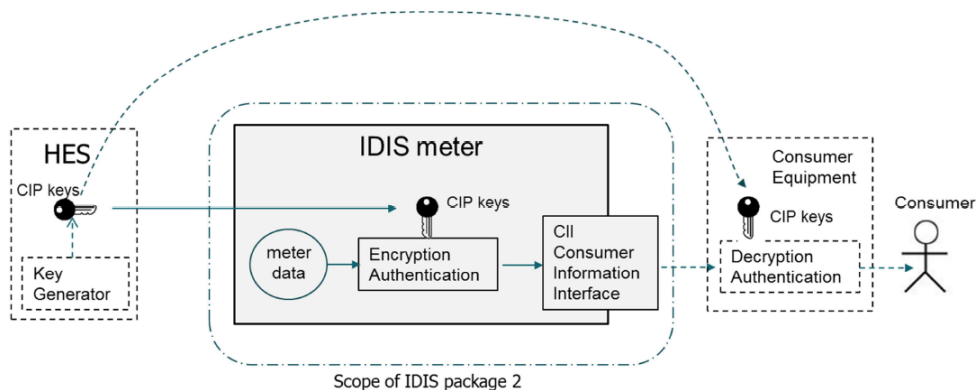 HES
CIP keys
Key
Generator
IDIS meter
CIP keys
meter
data
Encryption
Authentication
CII
Consumer
Information
Interface
Consumer
Equipment
CIP keys
Decryption
Authentication
Consumer
Scope of IDIS package 2